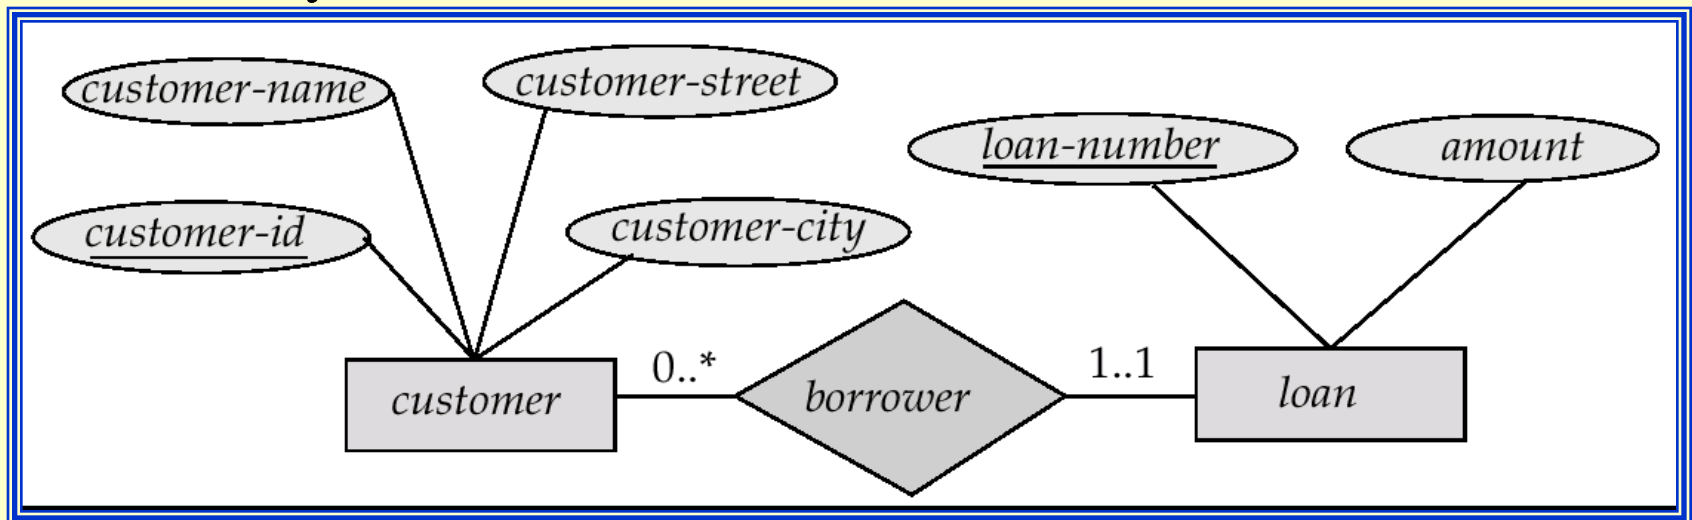 customer-name
customer-street
loan-number
amount
customer-id
customer-city
customer
0..*
borrower
1..1
loan